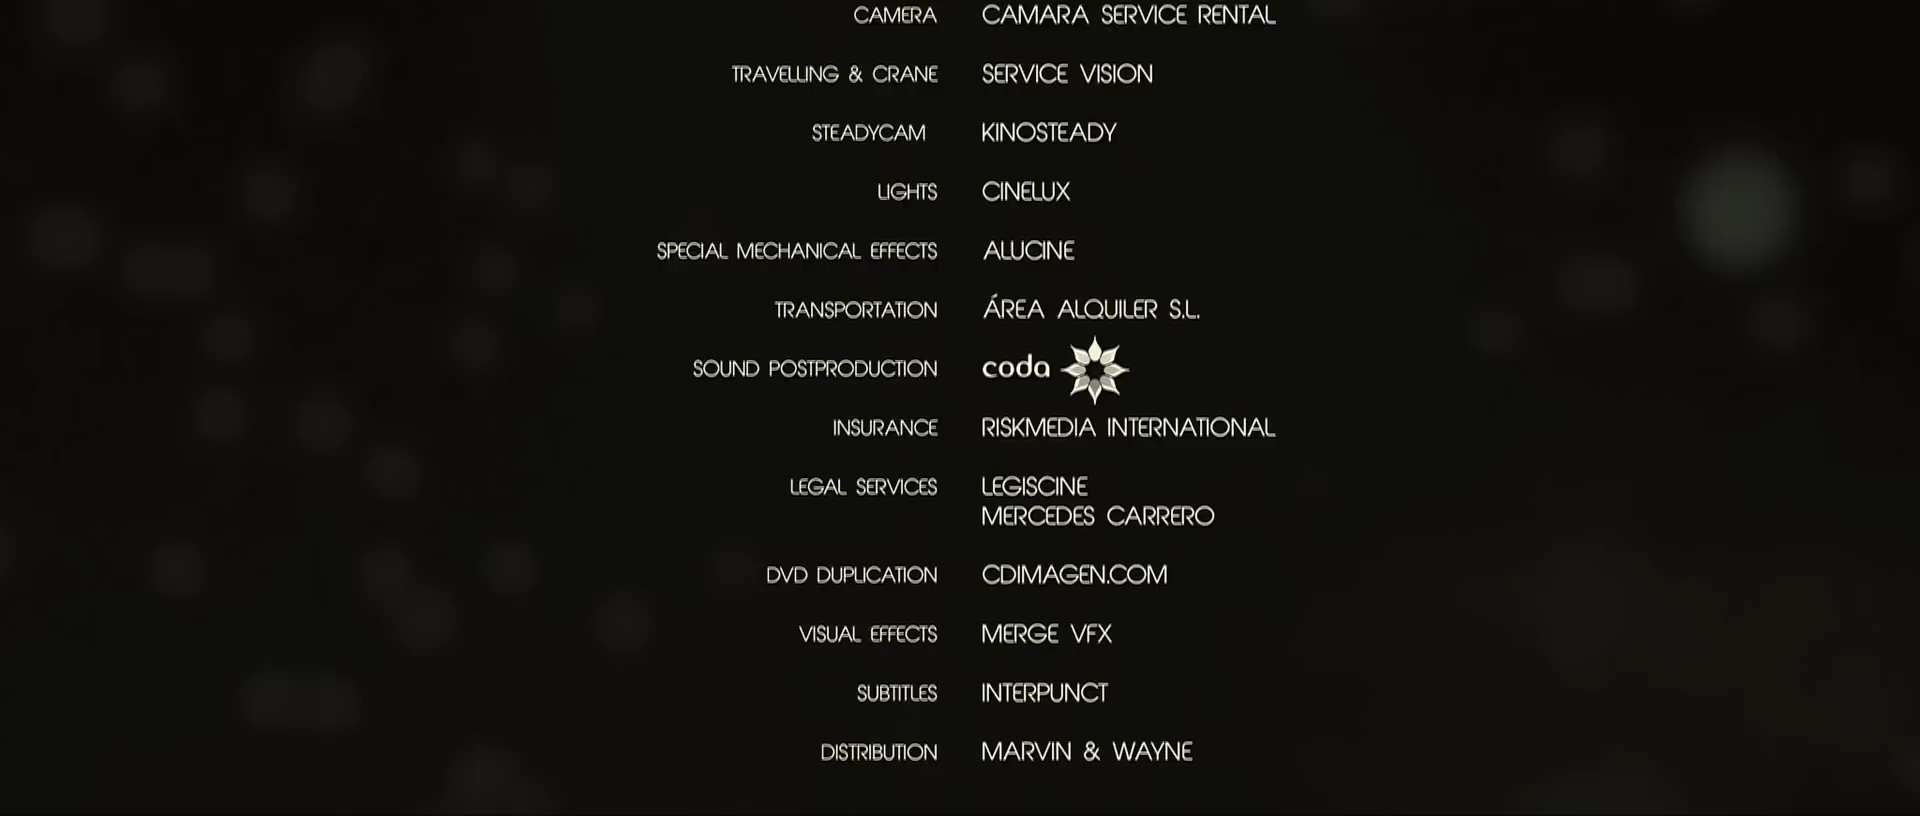 CAMERA CAMARA SERVICE RENTAL
TRAVELLING & CRANE SERVICE VISION
STEADYCAM KINOSTEADY
LIGHTS CINELUX
SPECIAL MECHANICAL EFFECTS ALUCINE
TRANSPORTATION ÁREA ALQUILER S.L.
SOUND POSTPRODUCTION coda
INSURANCE RISKMEDIA INTERNATIONAL
LEGAL SERVICES LEGISCINE
MERCEDES CARRERO
DVD DUPLICATION CDIMAGEN.COM
VISUAL EFFECTS MERGE VFX
SUBTITLES INTERPUNCT
DISTRIBUTION MARVIN & WAYNE